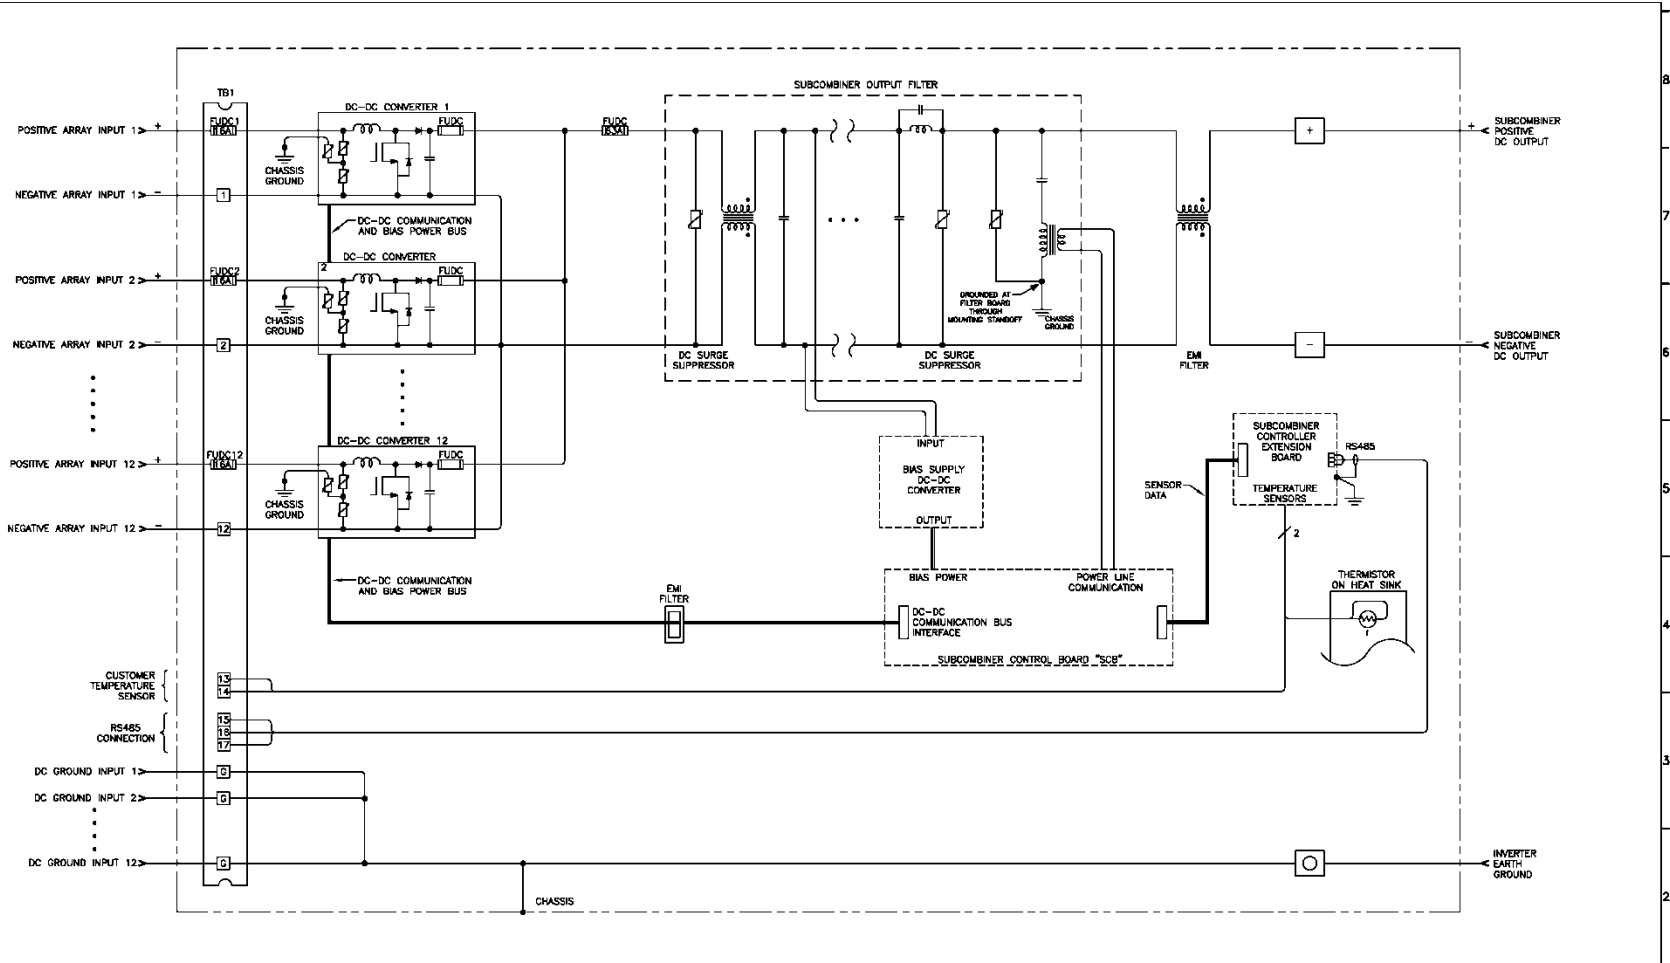 8
SUBCOMBINER OUTPUT FILTER
TB1
DC-DC CONVERTER 1
POSITIVE ARRAY INPUT 1 +
FUDC1
16A
FUDC
FUDC
63A
+
+ SUBCOMBINER
POSITIVE
DC OUTPUT
CHASSIS
GROUND
NEGATIVE ARRAY INPUT 1 -
1
7
DC-DC COMMUNICATION
AND BIAS POWER BUS
DC-DC CONVERTER
2
POSITIVE ARRAY INPUT 2 +
FUDC2
16A
FUDC
CHASSIS
GROUND
GROUNDED AT
FILTER BOARD
THROUGH
MOUNTING STANDOFF
CHASSIS
GROUND
NEGATIVE ARRAY INPUT 2 -
2
DC SURGE
SUPPRESSOR
DC SURGE
SUPPRESSOR
EMI
FILTER
-
- SUBCOMBINER
NEGATIVE
DC OUTPUT
6
DC-DC CONVERTER 12
POSITIVE ARRAY INPUT 12 +
FUDC12
16A
FUDC
CHASSIS
GROUND
NEGATIVE ARRAY INPUT 12 -
12
INPUT
BIAS SUPPLY
DC-DC
CONVERTER
OUTPUT
SUBCOMBINER
CONTROLLER
EXTENSION
BOARD
RS485
TEMPERATURE
SENSORS
SENSOR
DATA
5
2
DC-DC COMMUNICATION
AND BIAS POWER BUS
EMI
FILTER
BIAS POWER
POWER LINE
COMMUNICATION
DC-DC
COMMUNICATION BUS
INTERFACE
SUBCOMBINER CONTROL BOARD "SCB"
THERMISTOR
ON HEAT SINK
4
CUSTOMER
TEMPERATURE
SENSOR
13
14
RS485
CONNECTION
15
16
17
DC GROUND INPUT 1
G
3
DC GROUND INPUT 2
G
DC GROUND INPUT 12
G
INVERTER
EARTH
GROUND
CHASSIS
2